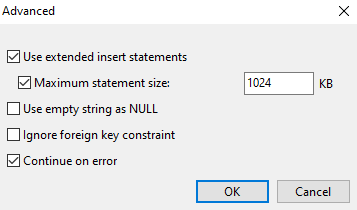 Advanced
Use extended insert statements
Maximum statement size: 1024 KB
Use empty string as NULL
Ignore foreign key constraint
Continue on error
OK Cancel